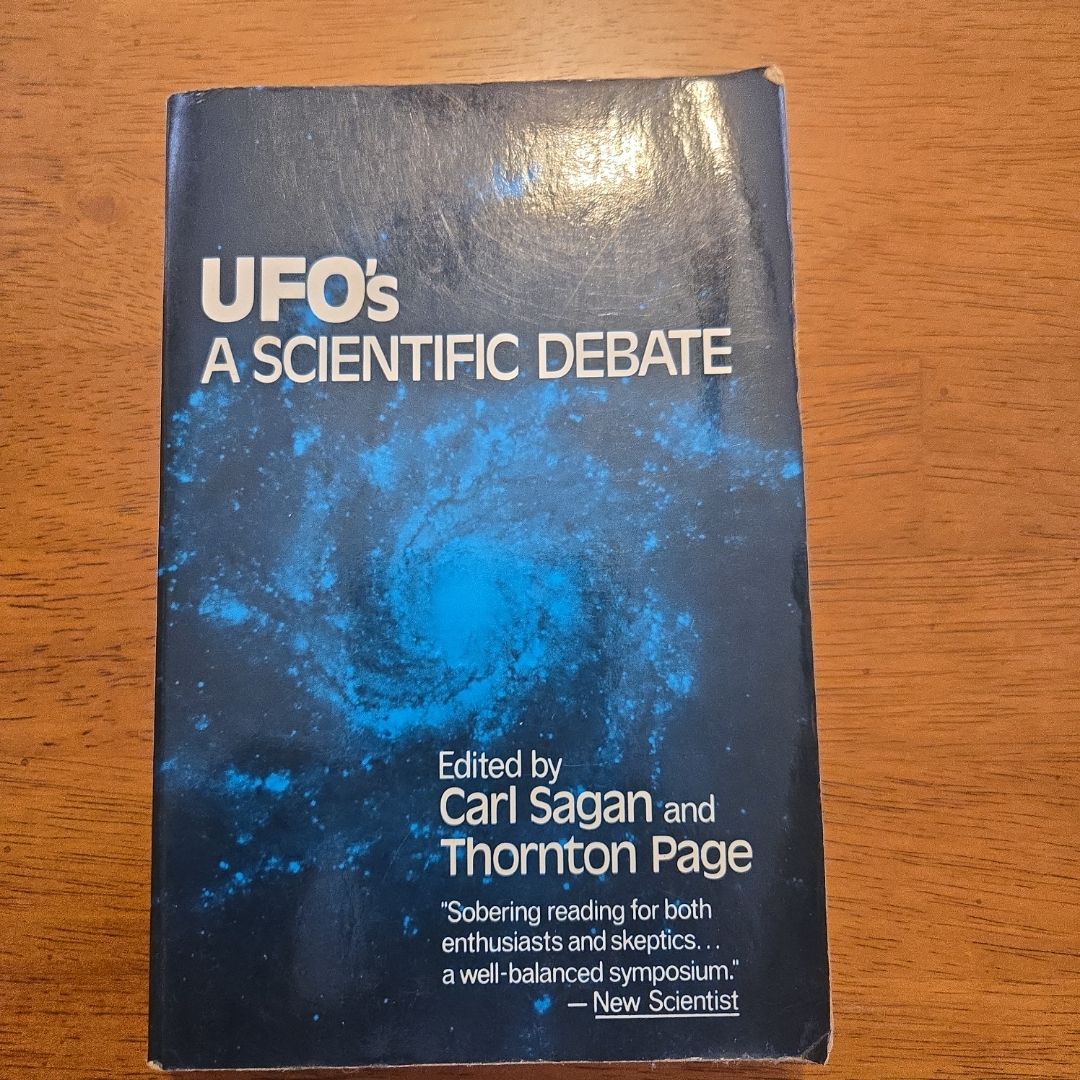 UFO's
A SCIENTIFIC DEBATE
Edited by
Carl Sagan and
Thornton Page
"Sobering reading for both
enthusiasts and skeptics...
a well-balanced symposium."
— New Scientist